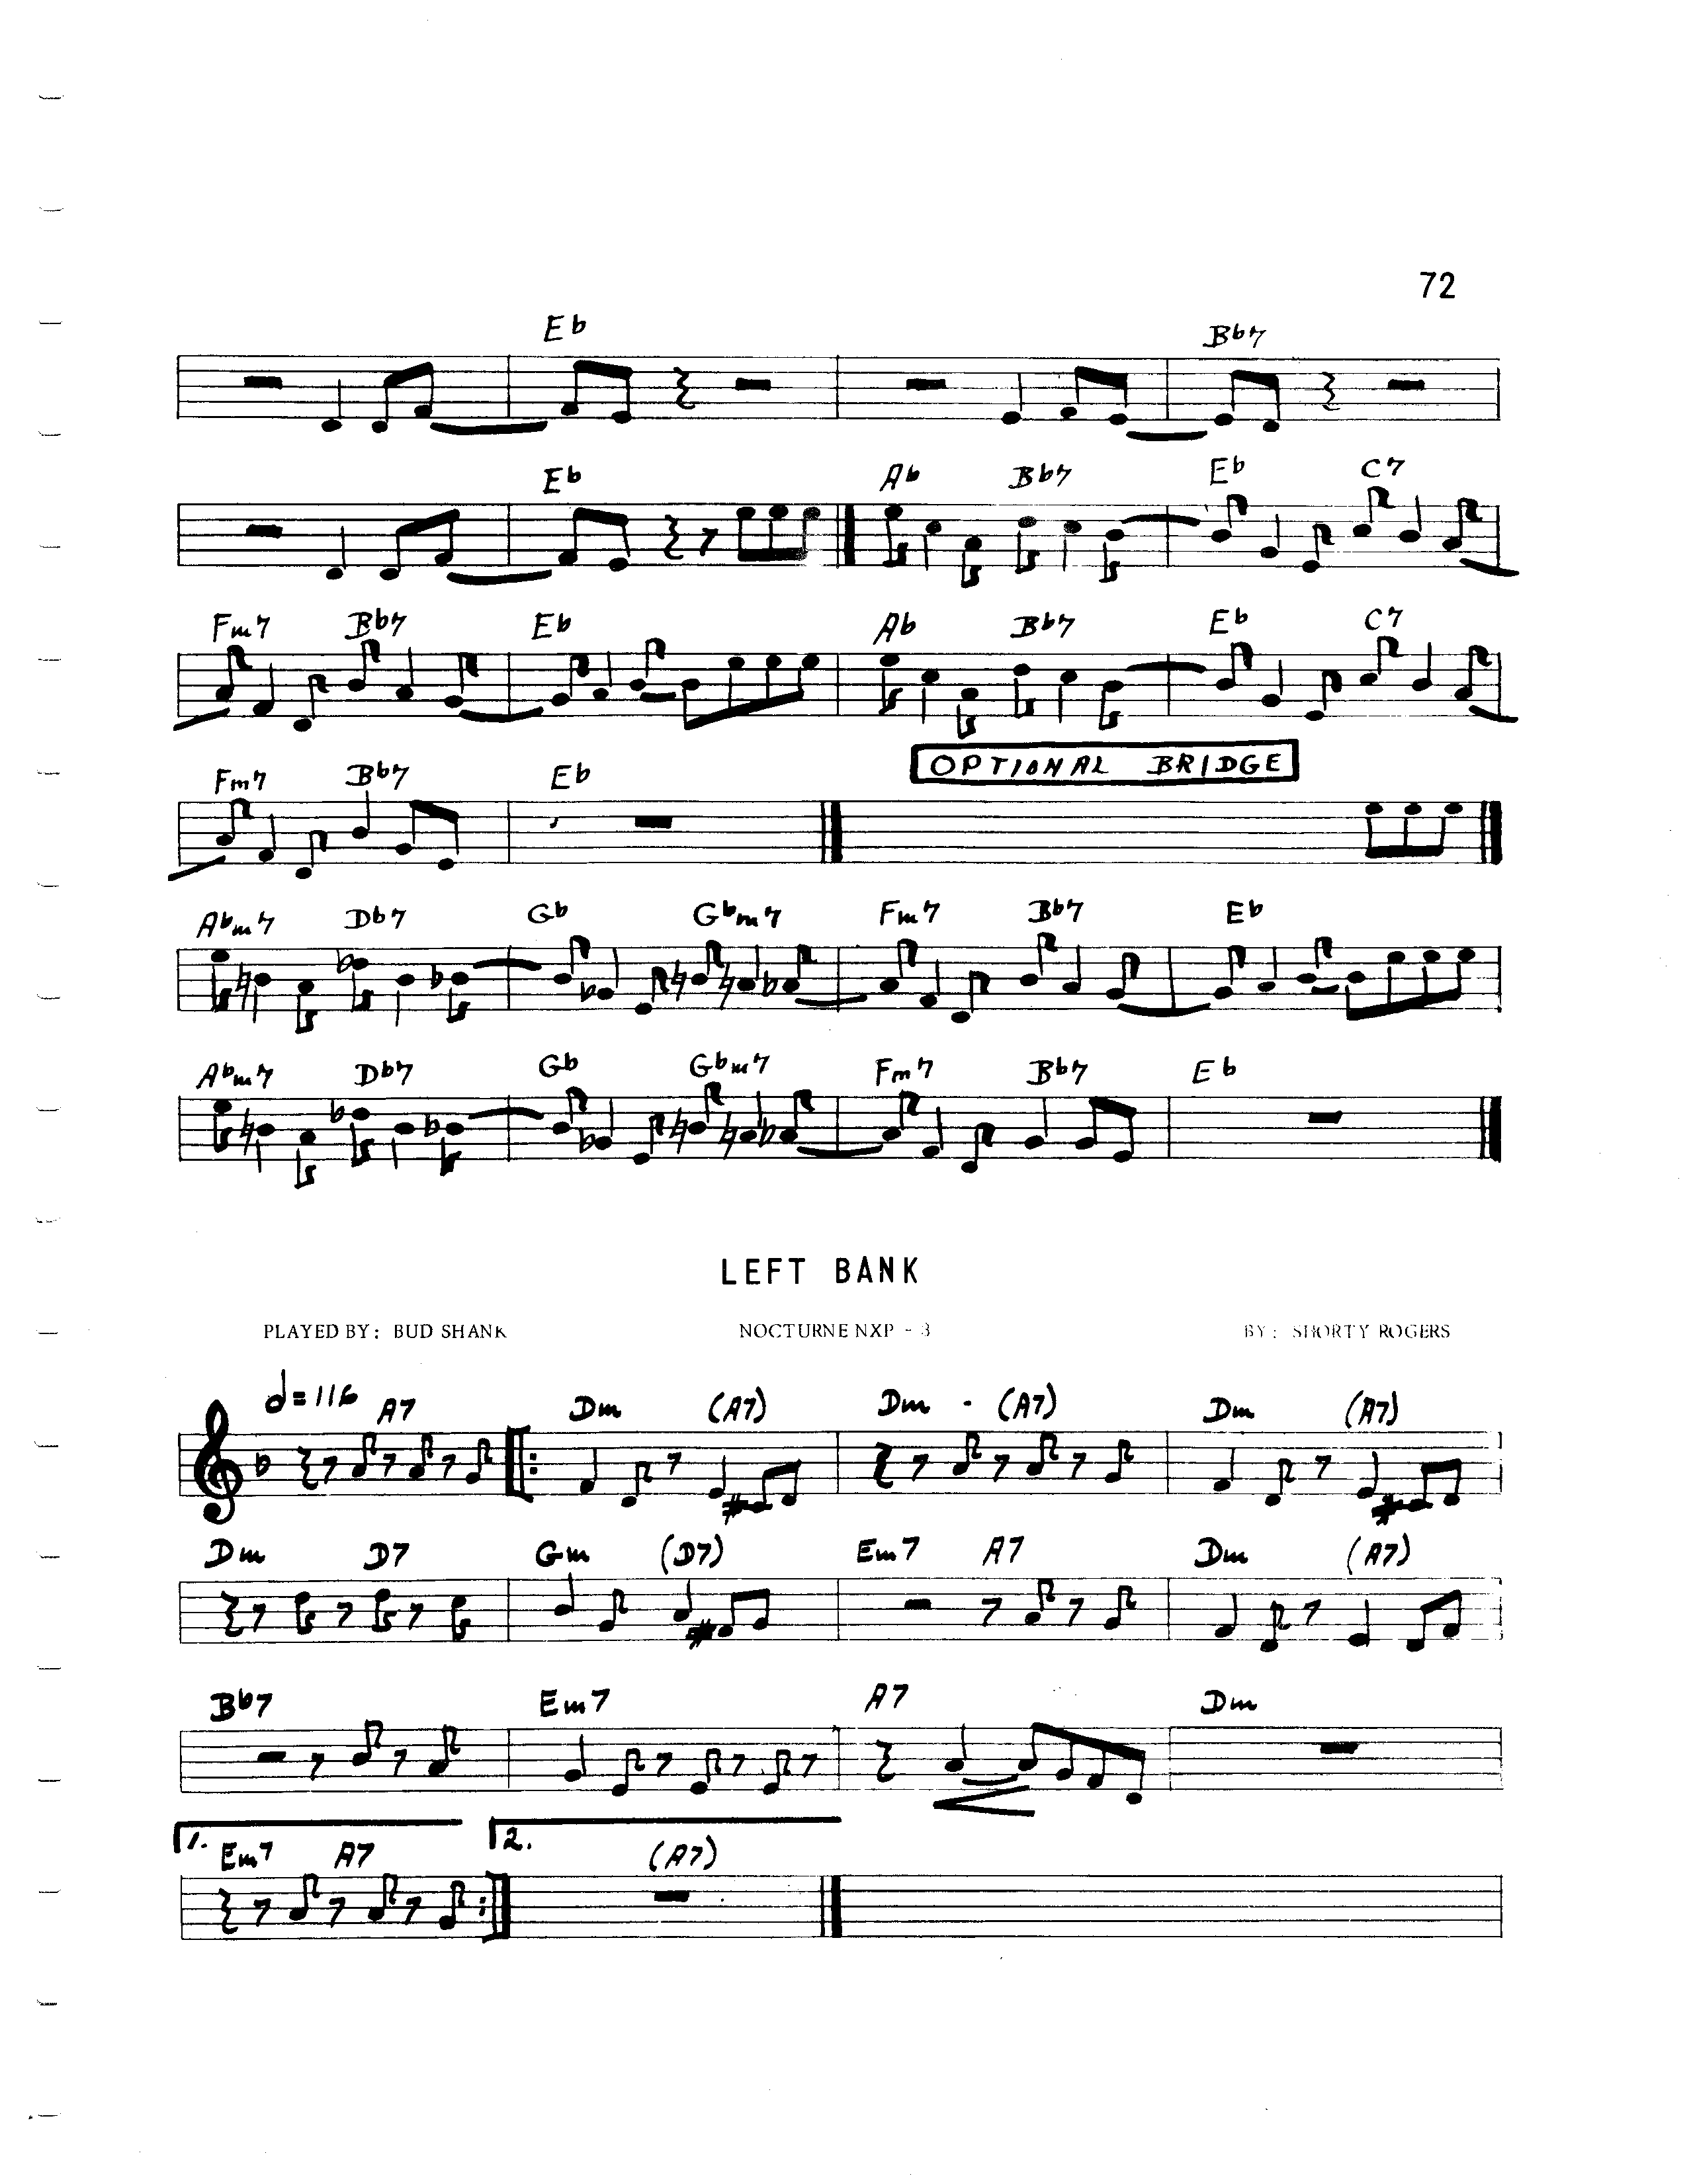 72
Eb Bb7
Eb Ab Bb7 Eb C7
Fm7 Bb7 Eb Ab Bb7 Eb C7
OPTIONAL BRIDGE
Fm7 Bb7 Eb
Abm7 Db7 Gb Gbm7 Fm7 Bb7 Eb
Abm7 Db7 Gb Gbm7 Fm7 Bb7 Eb
LEFT BANK
PLAYED BY: BUD SHANK NOCTURNE NXP - 3 BY: SHORTY ROGERS
=116 A7 Dm (A7) Dm - (A7) Dm (A7)
Dm D7 Gm (D7) Em7 A7 Dm (A7)
Bb7 Em7 A7 Dm
1. Em7 A7 2. (A7)